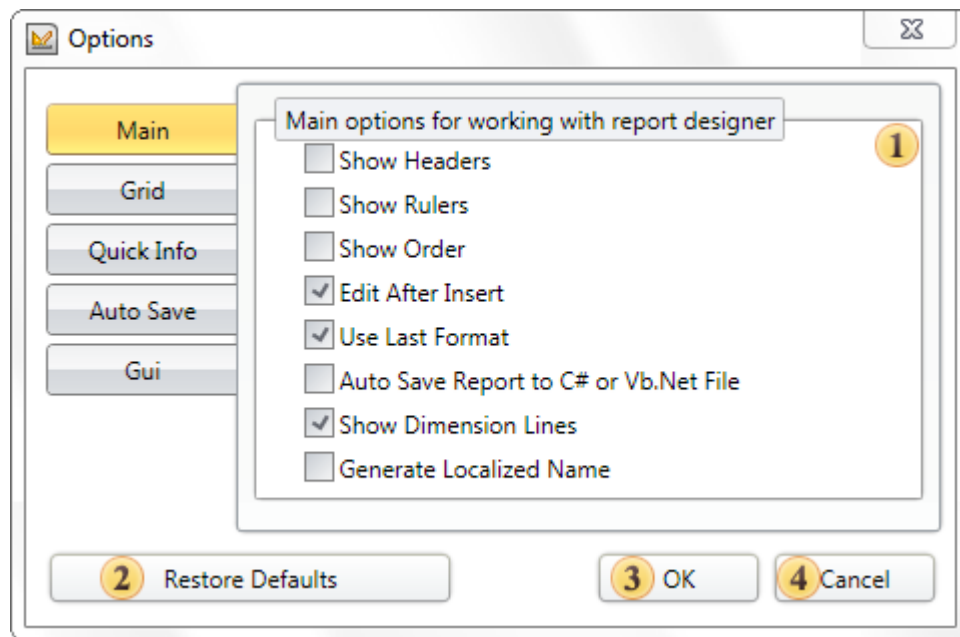 Options
Main
Grid
Quick Info
Auto Save
Gui
Main options for working with report designer
1
Show Headers
Show Rulers
Show Order
Edit After Insert
Use Last Format
Auto Save Report to C# or Vb.Net File
Show Dimension Lines
Generate Localized Name
2 Restore Defaults
3 OK
4 Cancel